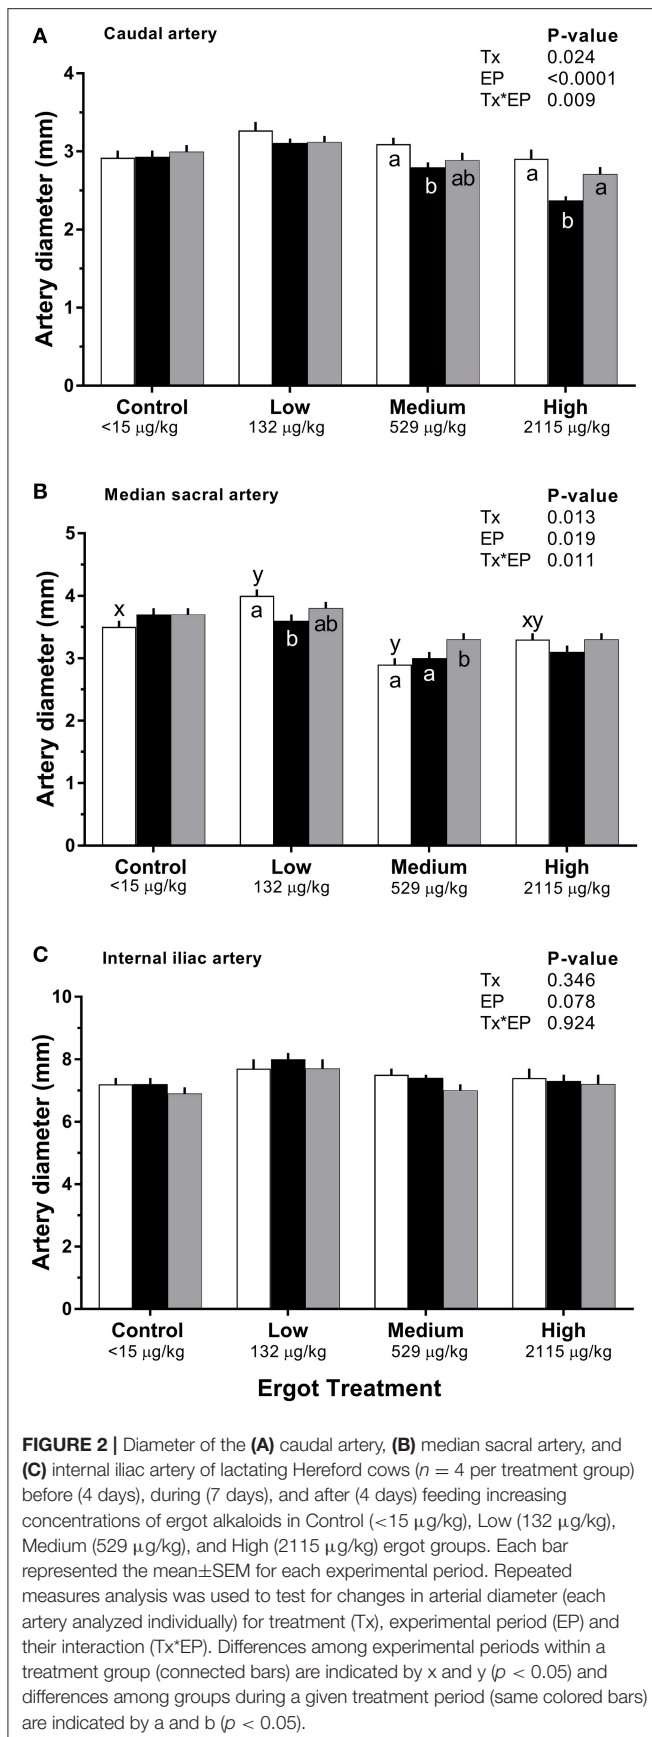 A Caudal artery P-value
Tx 0.024
EP <0.0001
Tx*EP 0.009
Artery diameter (mm)
4
3
2
1
0
a b ab a b a
Control Low Medium High
<15 µg/kg 132 µg/kg 529 µg/kg 2115 µg/kg
B Median sacral artery P-value
Tx 0.013
EP 0.019
Tx*EP 0.011
Artery diameter (mm)
5
4
3
2
1
0
x y y xy
a b ab a a b
Control Low Medium High
<15 µg/kg 132 µg/kg 529 µg/kg 2115 µg/kg
C Internal iliac artery P-value
Tx 0.346
EP 0.078
Tx*EP 0.924
Artery diameter (mm)
10
8
6
4
2
0
Control Low Medium High
<15 µg/kg 132 µg/kg 529 µg/kg 2115 µg/kg
Ergot Treatment
FIGURE 2 | Diameter of the (A) caudal artery, (B) median sacral artery, and
(C) internal iliac artery of lactating Hereford cows (n = 4 per treatment group)
before (4 days), during (7 days), and after (4 days) feeding increasing
concentrations of ergot alkaloids in Control (<15 µg/kg), Low (132 µg/kg),
Medium (529 µg/kg), and High (2115 µg/kg) ergot groups. Each bar
represented the mean±SEM for each experimental period. Repeated
measures analysis was used to test for changes in arterial diameter (each
artery analyzed individually) for treatment (Tx), experimental period (EP) and
their interaction (Tx*EP). Differences among experimental periods within a
treatment group (connected bars) are indicated by x and y (p < 0.05) and
differences among groups during a given treatment period (same colored bars)
are indicated by a and b (p < 0.05).